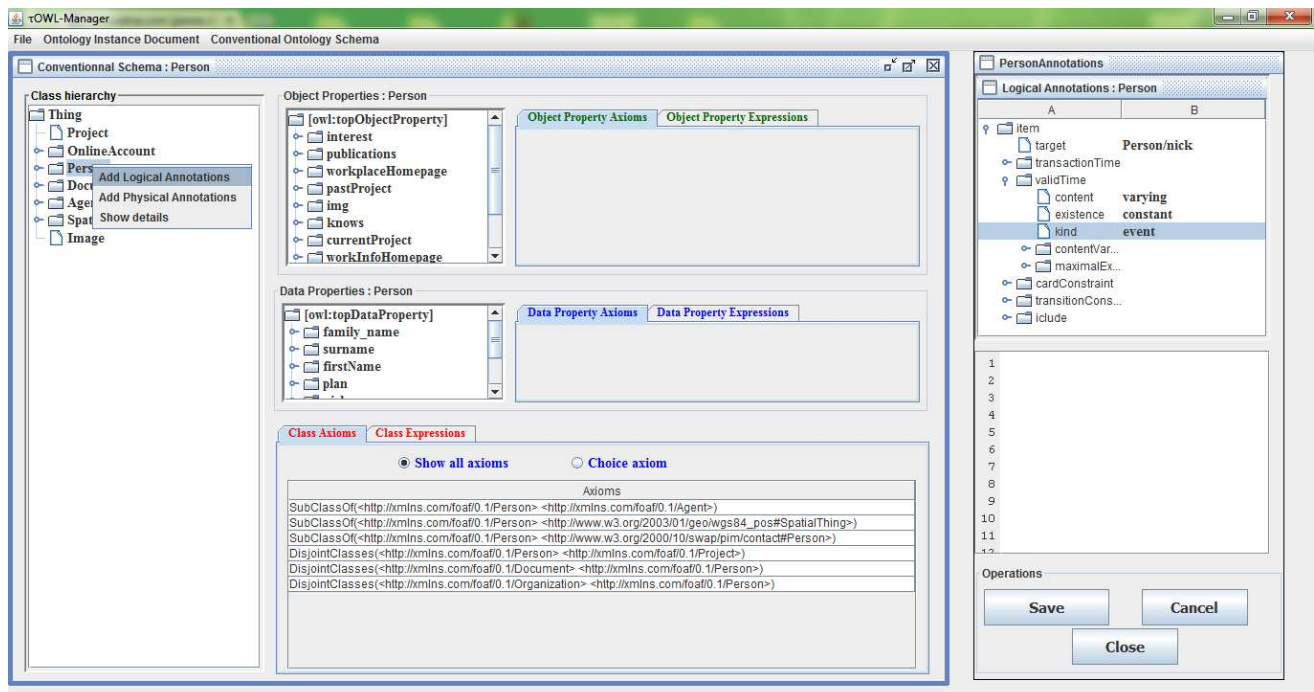 τOWL-Manager
File Ontology Instance Document Conventional Ontology Schema
Conventionnal Schema : Person
Class hierarchy
Thing
Project
OnlineAccount
Pers
Docu
Age
Spat
Image
Add Logical Annotations
Add Physical Annotations
Show details
Object Properties : Person
[owl:topObjectProperty]
interest
publications
workplaceHomepage
pastProject
img
knows
currentProject
workInfoHomepage
Object Property Axioms Object Property Expressions
Data Properties : Person
[owl:topDataProperty]
family_name
surname
firstName
plan
Data Property Axioms Data Property Expressions
Class Axioms Class Expressions
Show all axioms Choice axiom
Axioms
SubClassOf(<http://xmlns.com/foaf/0.1/Person> <http://xmlns.com/foaf/0.1/Agent>)
SubClassOf(<http://xmlns.com/foaf/0.1/Person> <http://www.w3.org/2003/01/geo/wgs84_pos#SpatialThing>)
SubClassOf(<http://xmlns.com/foaf/0.1/Person> <http://www.w3.org/2000/10/swap/pim/contact#Person>)
DisjointClasses(<http://xmlns.com/foaf/0.1/Person> <http://xmlns.com/foaf/0.1/Project>)
DisjointClasses(<http://xmlns.com/foaf/0.1/Document> <http://xmlns.com/foaf/0.1/Person>)
DisjointClasses(<http://xmlns.com/foaf/0.1/Organization> <http://xmlns.com/foaf/0.1/Person>)
PersonAnnotations
Logical Annotations : Person
A B
item
target Person/nick
transactionTime
validTime
content varying
existence constant
kind event
contentVar...
maximalEx...
cardConstraint
transitionCons...
iclude
1
2
3
4
5
6
7
8
9
10
11
12
Operations
Save Cancel
Close